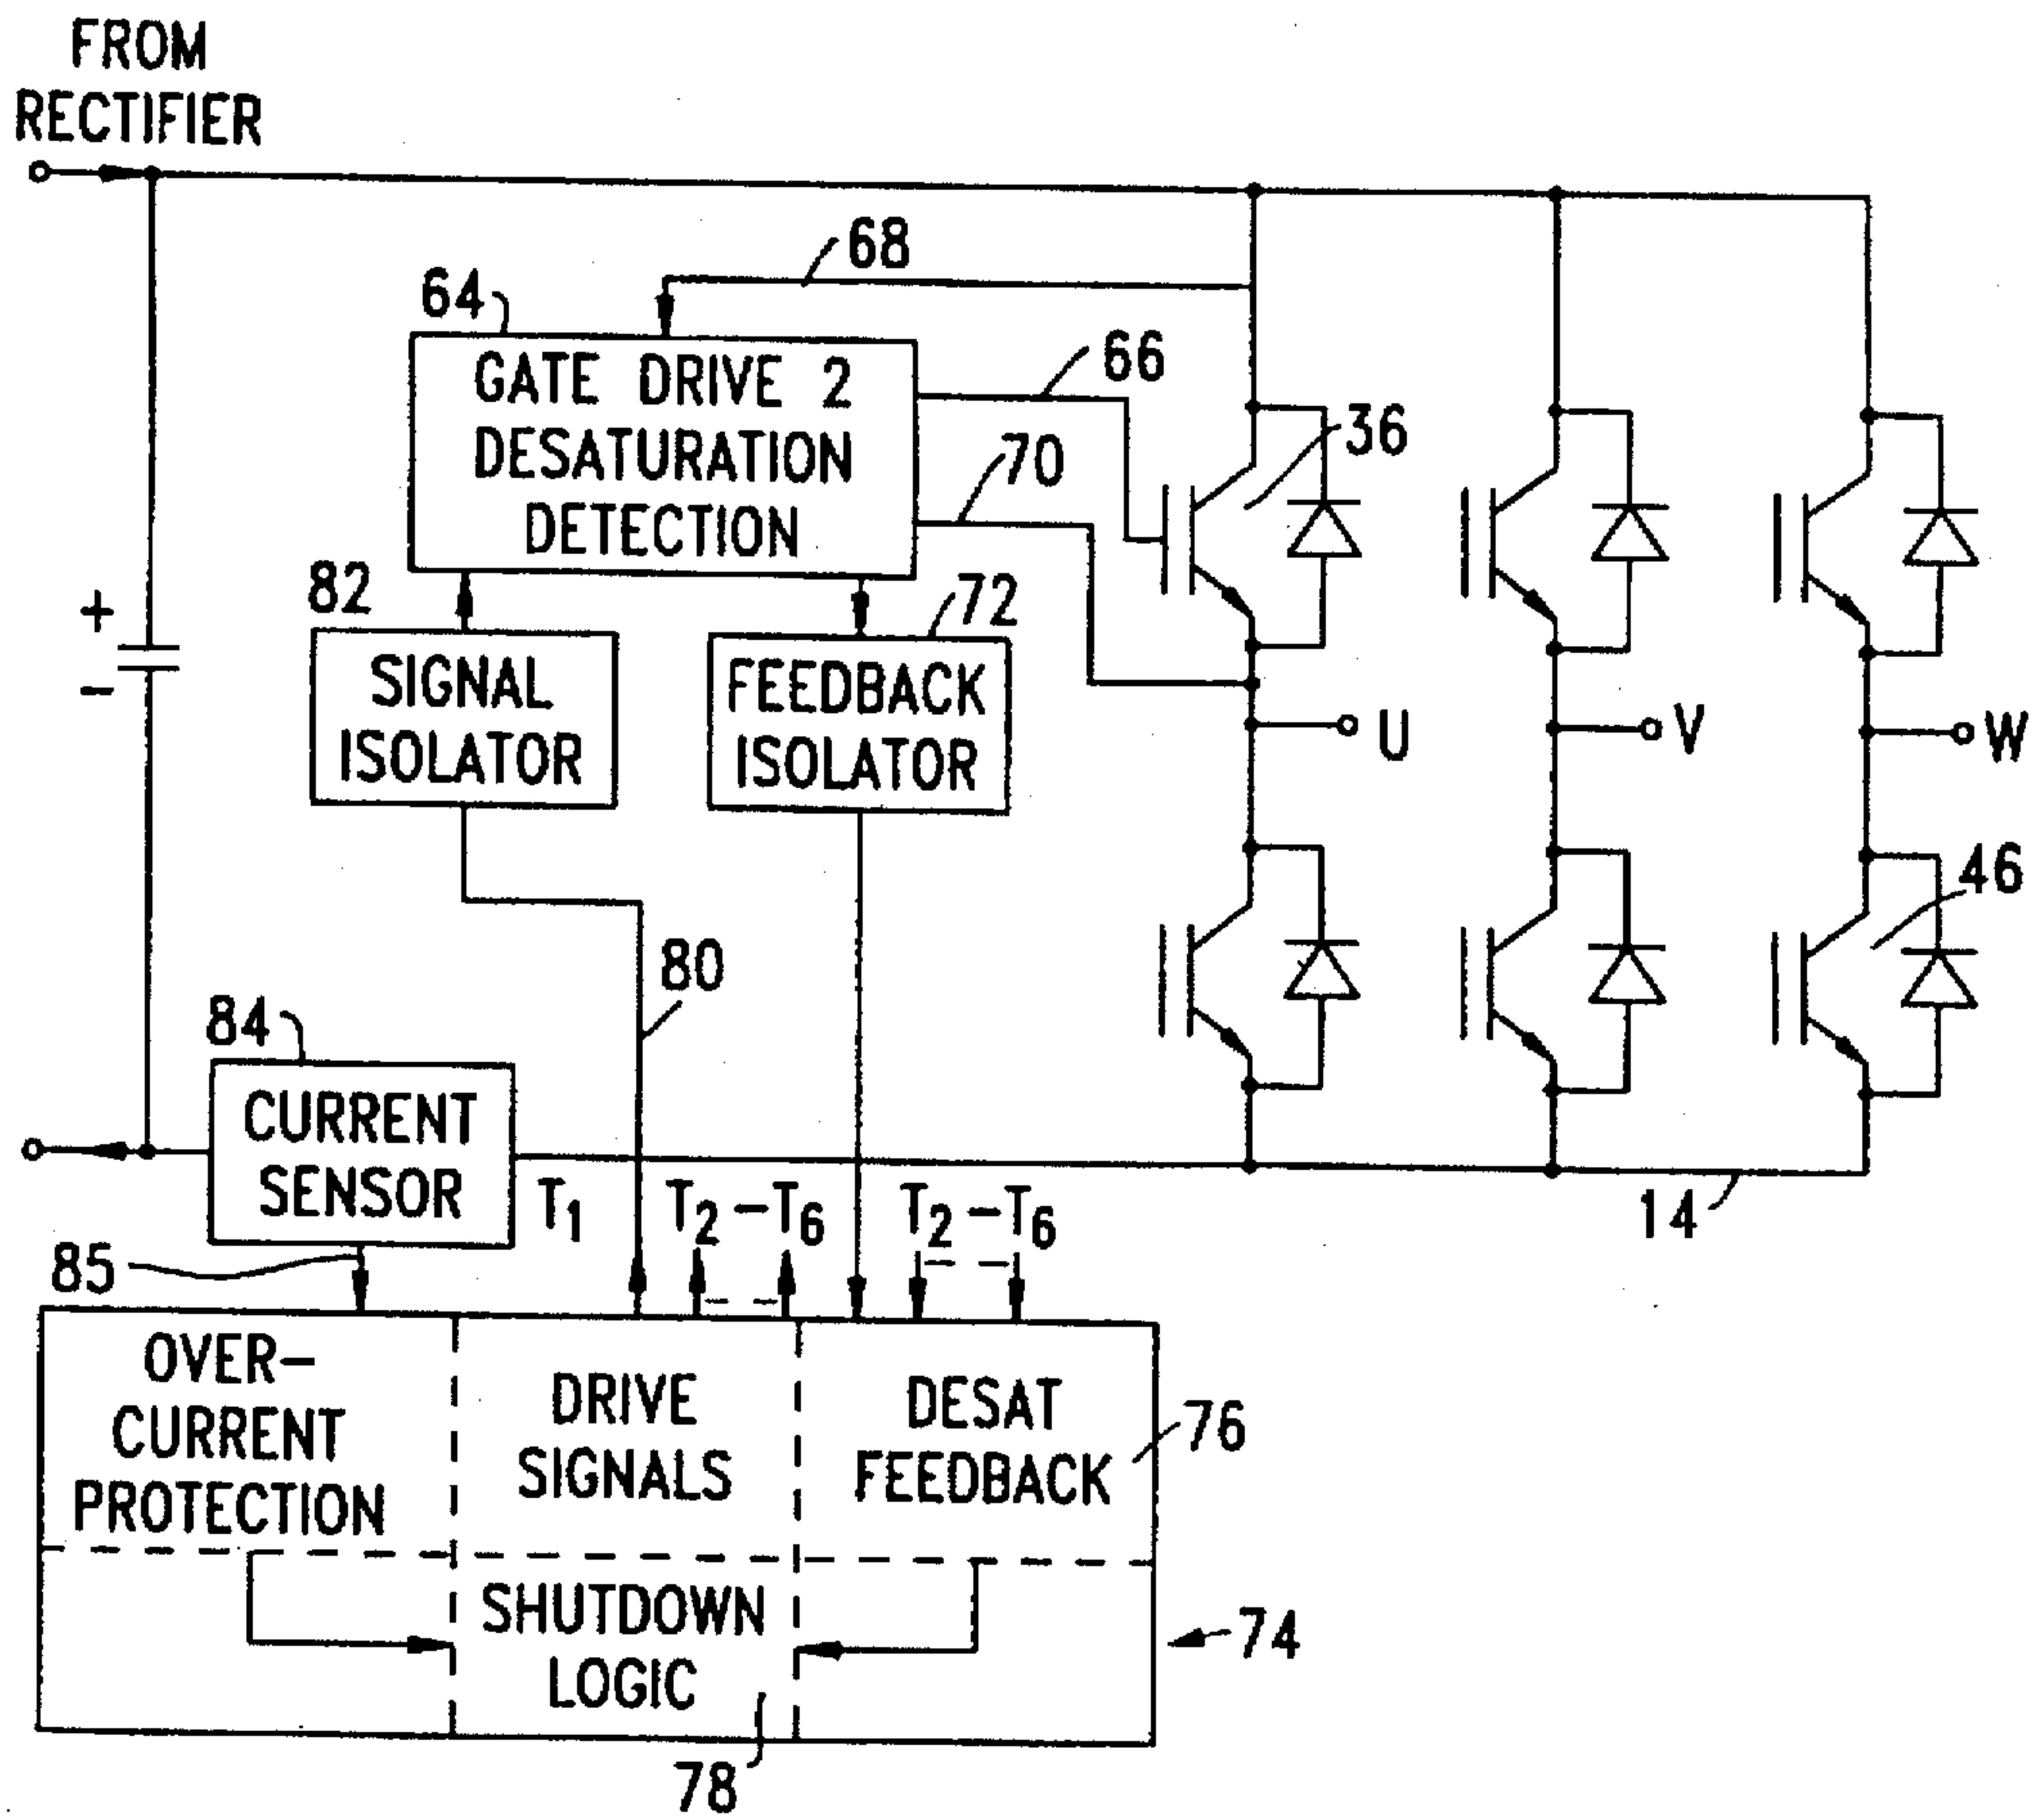 FROM
RECTIFIER
68
64
GATE DRIVE 2
DESATURATION
DETECTION
66
36
70
82
72
+
−
SIGNAL
ISOLATOR
FEEDBACK
ISOLATOR
U
V
W
46
80
84
CURRENT
SENSOR
T1
T2 – T6
T2 – T6
14
85
OVER-
CURRENT
PROTECTION
DRIVE
SIGNALS
DESAT
FEEDBACK
76
SHUTDOWN
LOGIC
74
78